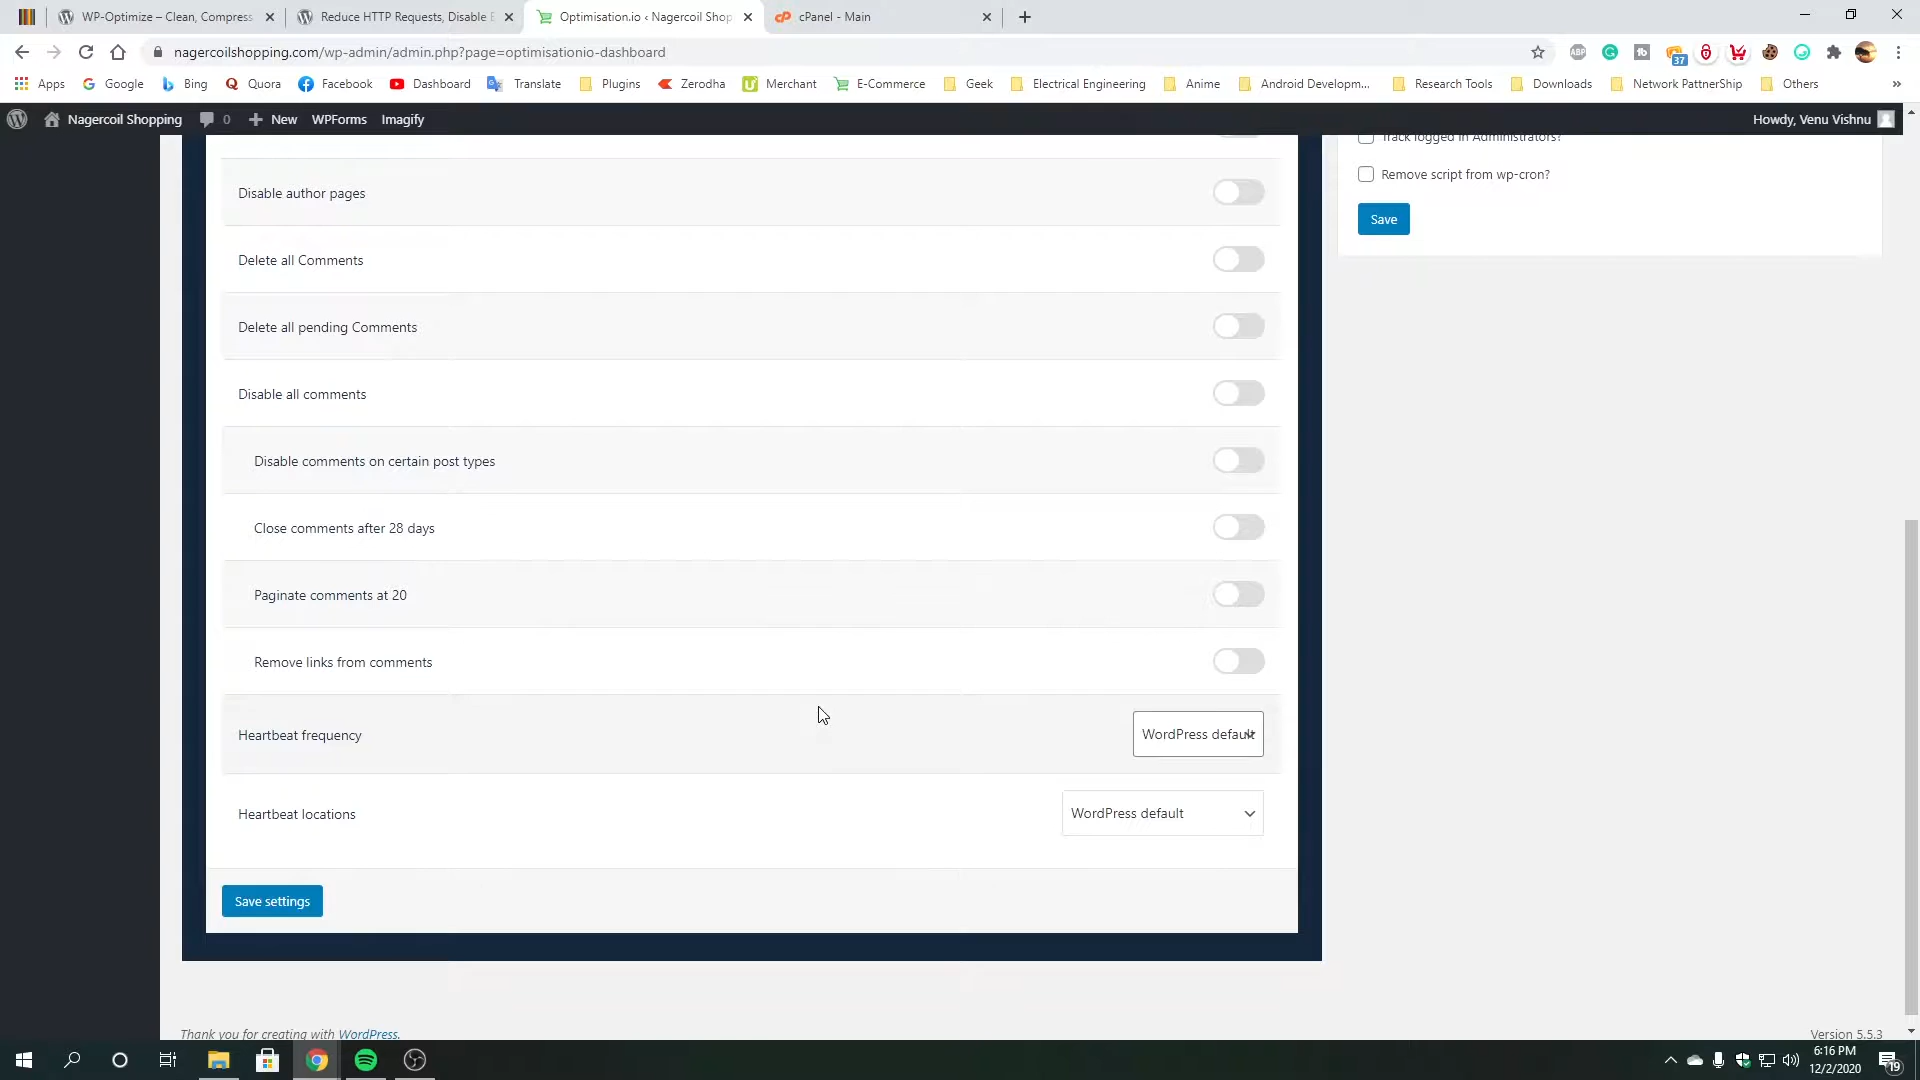 WP-Optimize – Clean, Compress
Reduce HTTP Requests, Disable E
Optimisation.io ‹ Nagercoil Shop
cPanel - Main
nagercoilshopping.com/wp-admin/admin.php?page=optimisationio-dashboard
ABP
37
Apps
Google
Bing
Quora
Facebook
Dashboard
Translate
Plugins
Zerodha
Merchant
E-Commerce
Geek
Electrical Engineering
Anime
Android Developm...
Research Tools
Downloads
Network PartnerShip
Others
»
Nagercoil Shopping
0
New
WPForms
Imagify
Howdy, Venu Vishnu
Track logged in Administrators?
Remove script from wp-cron?
Save
Disable author pages
Delete all Comments
Delete all pending Comments
Disable all comments
Disable comments on certain post types
Close comments after 28 days
Paginate comments at 20
Remove links from comments
Heartbeat frequency
WordPress default
Heartbeat locations
WordPress default
Save settings
Thank you for creating with WordPress.
Version 5.5.3
6:16 PM
12/2/2020
19